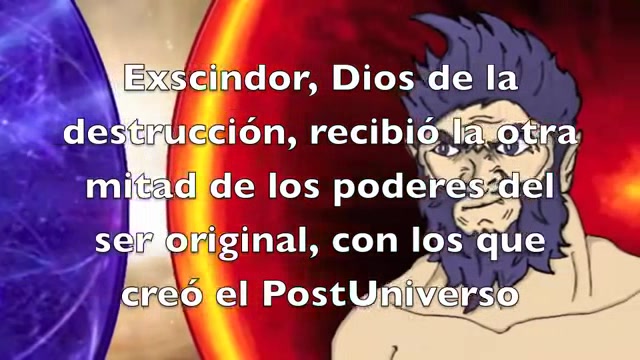 Exscindor, Dios de la
destrucción, recibió la otra
mitad de los poderes del
ser original, con los que
creó el PostUniverso